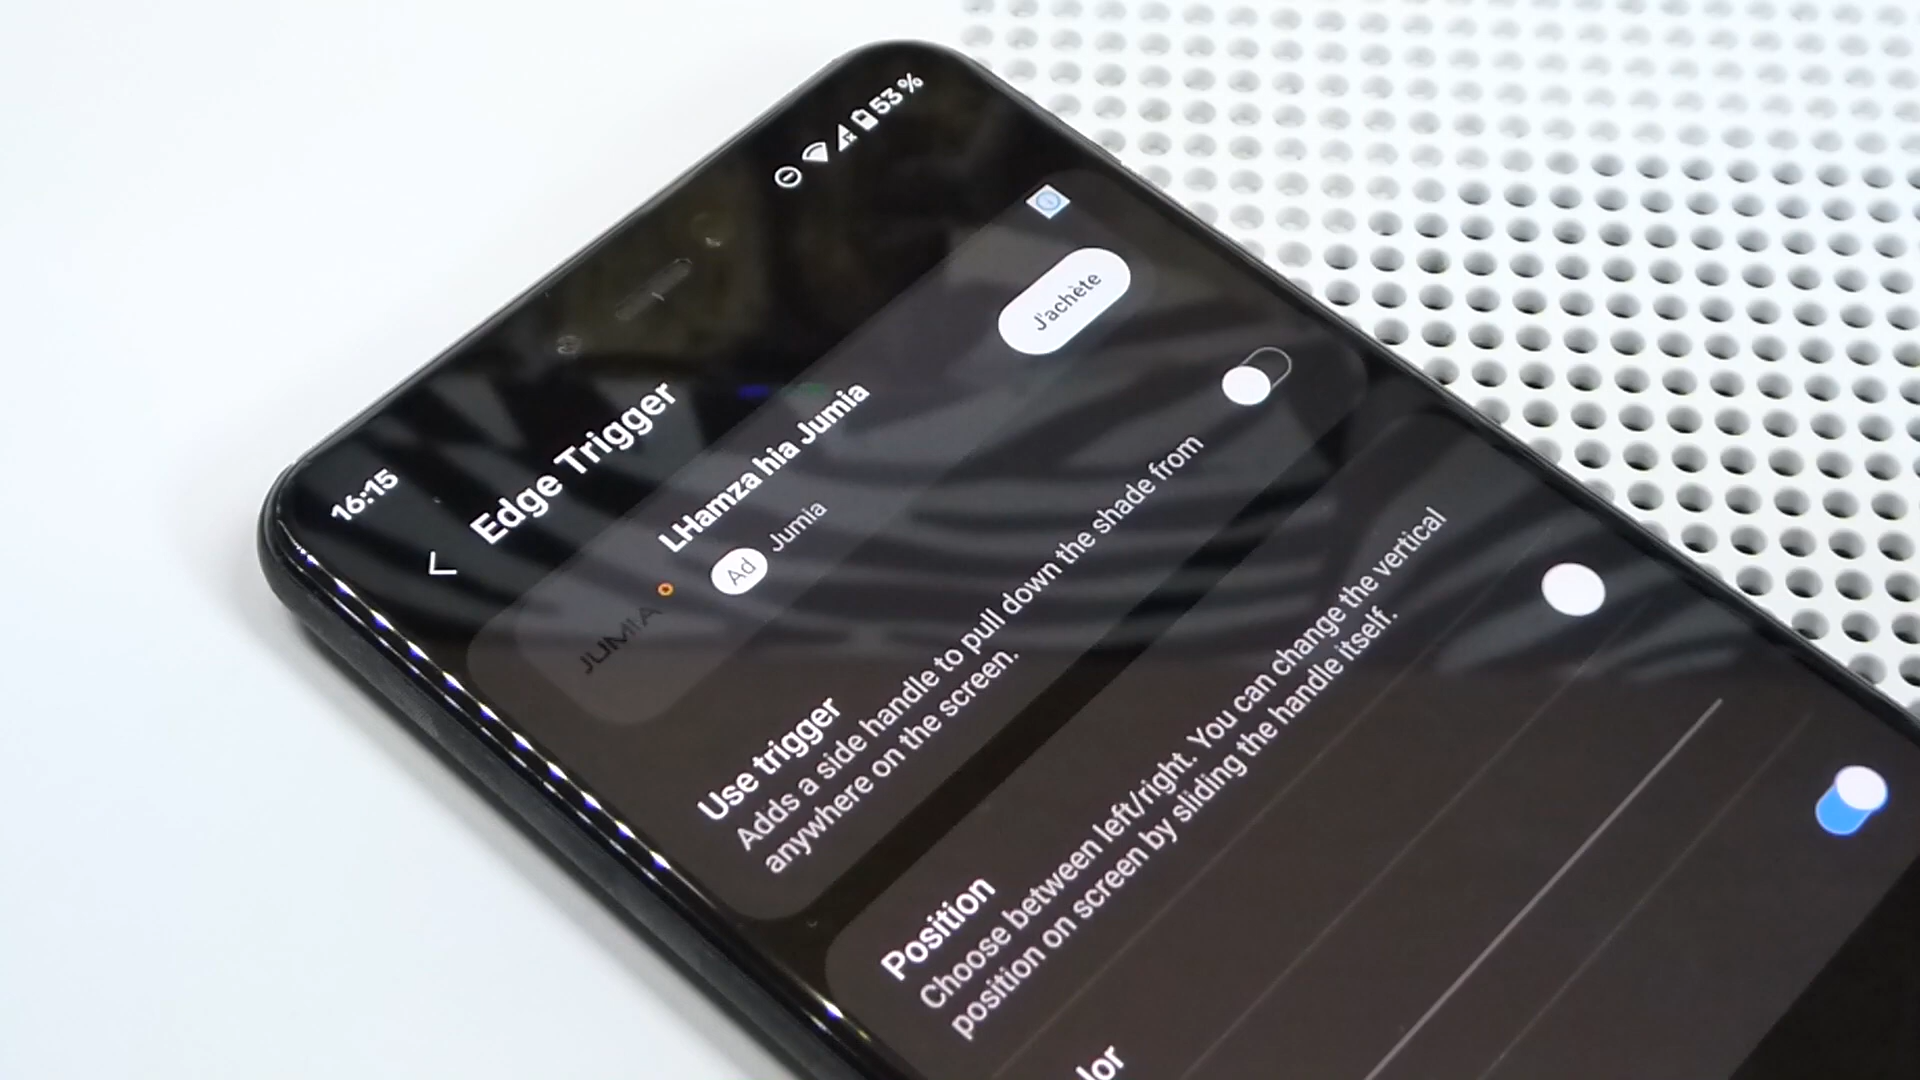 16:15
53%
Edge Trigger
JUMIA
LHamza hia Jumia
Ad Jumia
J'achète
Use trigger
Adds a side handle to pull down the shade from
anywhere on the screen.
Position
Choose between left/right. You can change the vertical
position on screen by sliding the handle itself.
lor